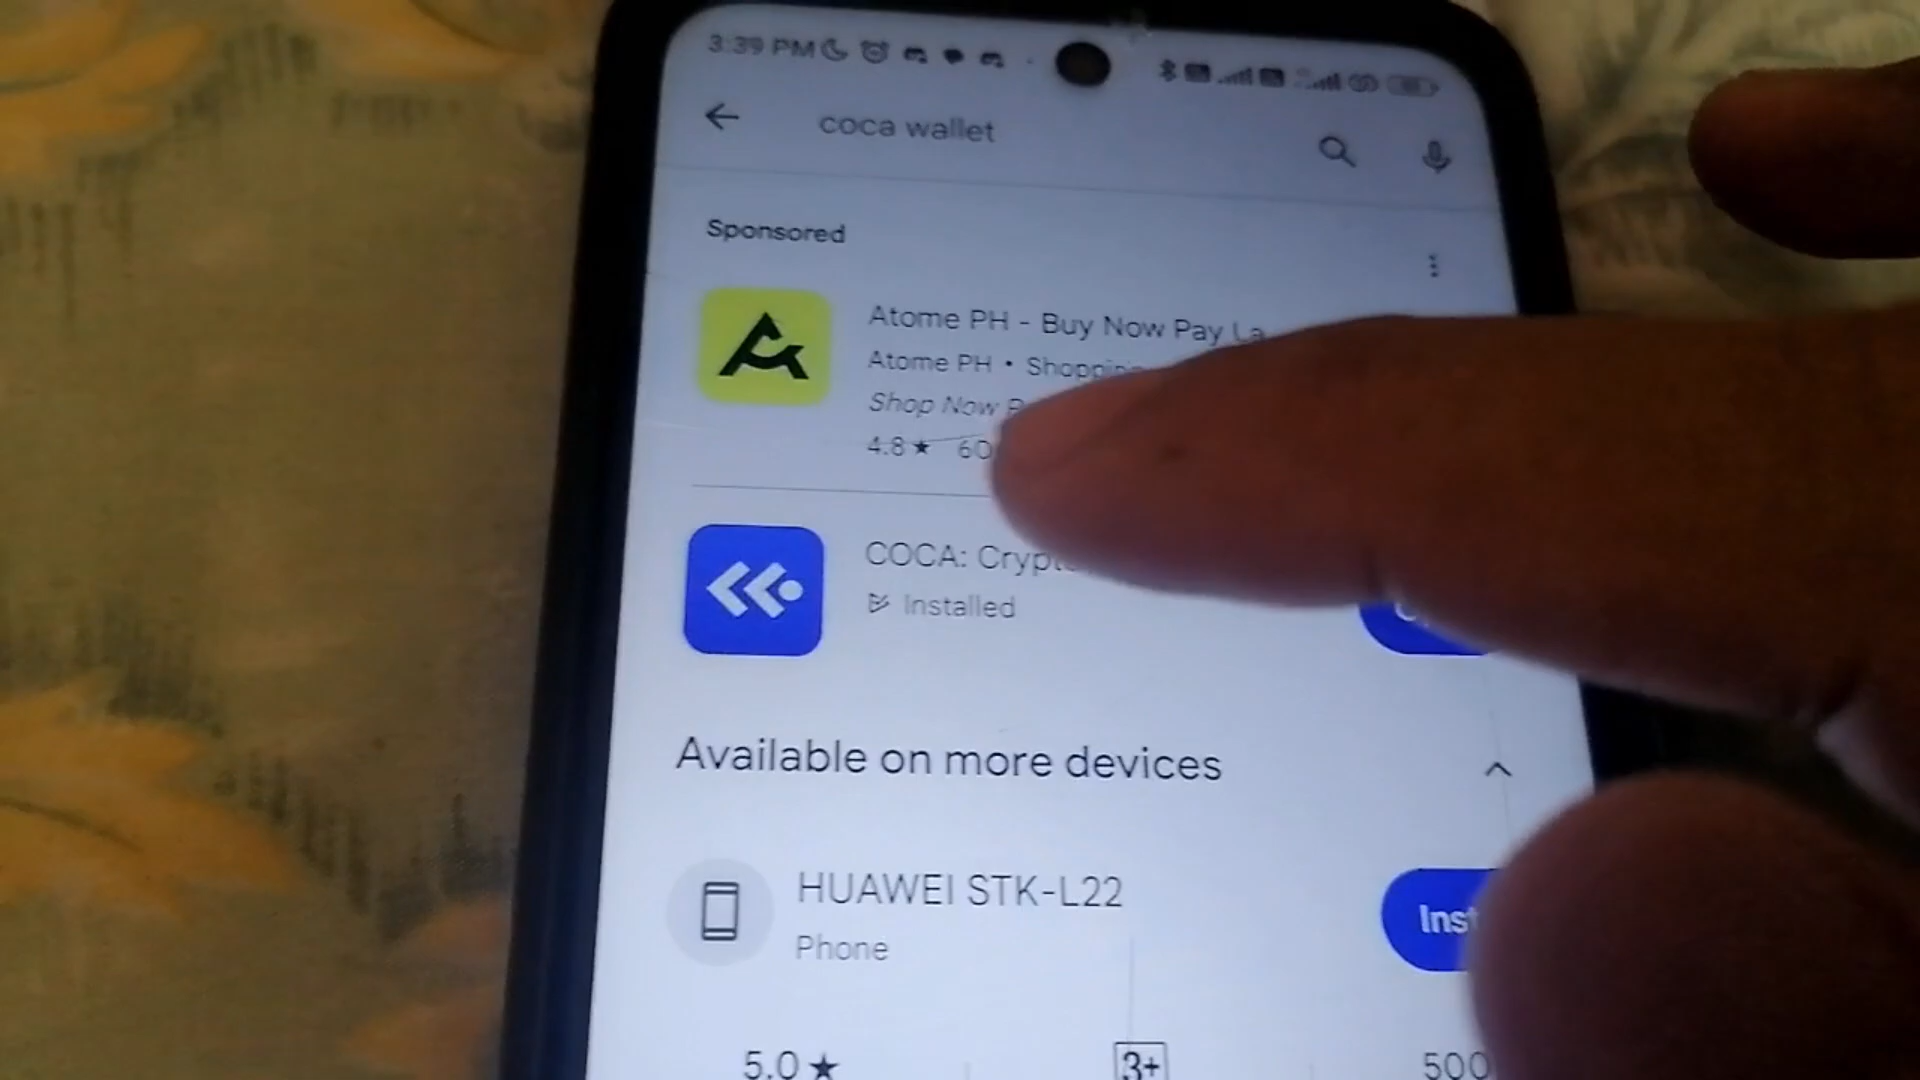 3:39 PM
coca wallet
Sponsored
Atome PH - Buy Now Pay La
Atome PH • Shopping
Shop Now
4.8★ 60
COCA: Crypto
Installed
Available on more devices
HUAWEI STK-L22
Phone
Inst
5.0★
3+
500